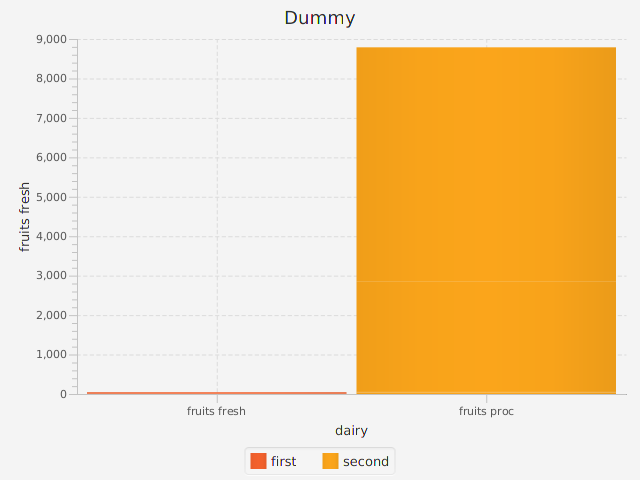 Dummy
9,000
8,000
7,000
6,000
5,000
4,000
3,000
2,000
1,000
0
fruits fresh
fruits fresh
fruits proc
dairy
first
second